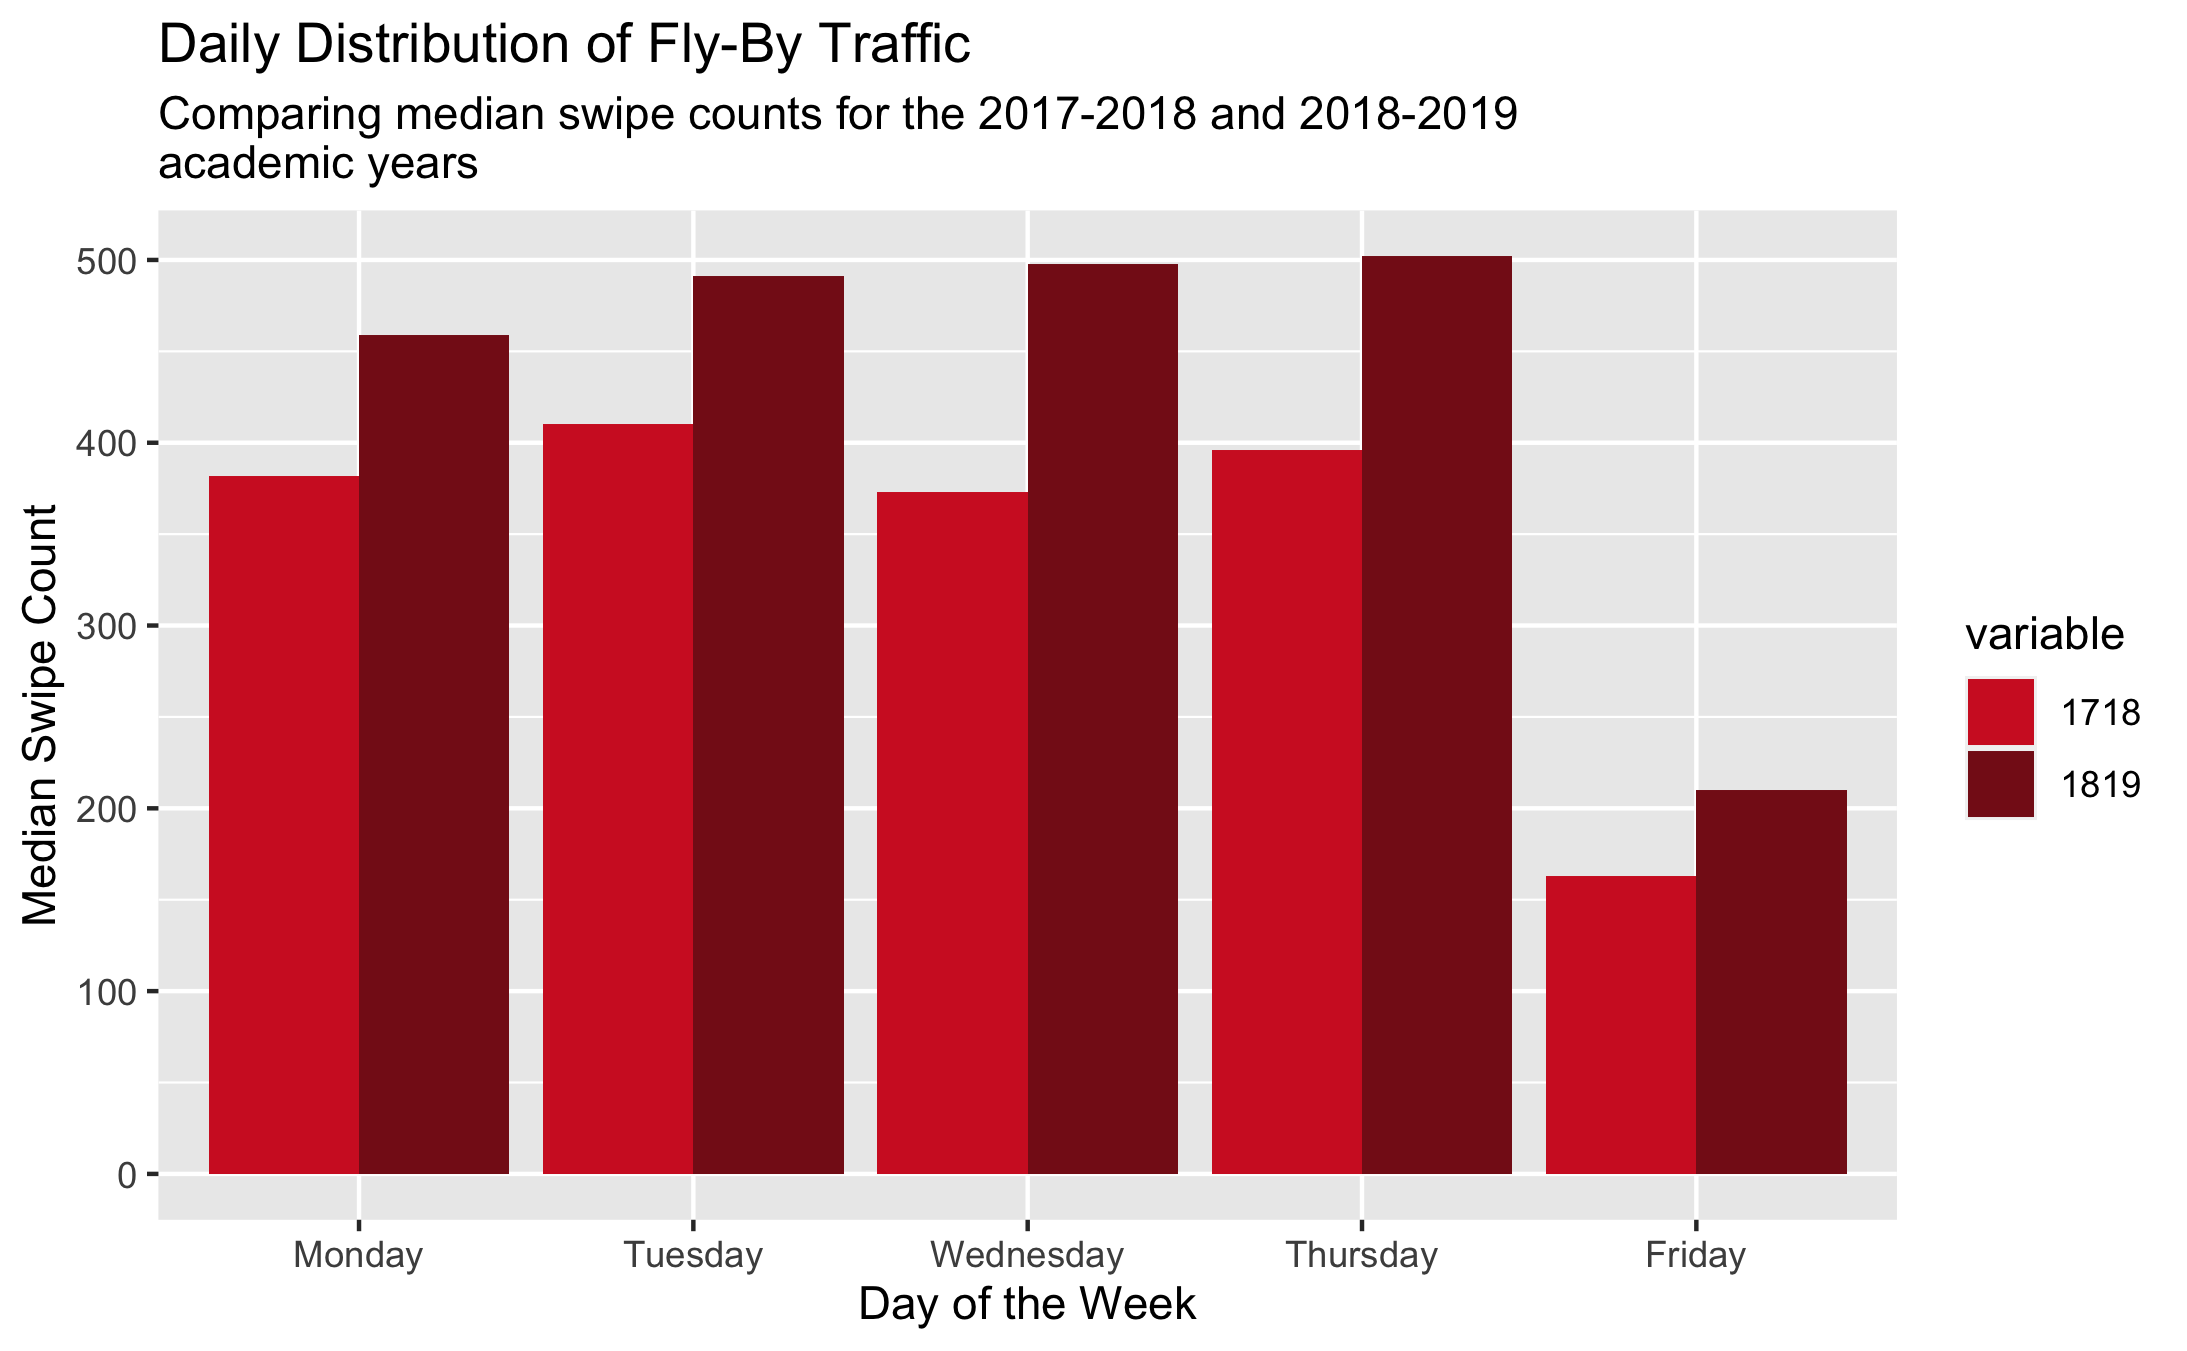 Daily Distribution of Fly-By Traffic
Comparing median swipe counts for the 2017-2018 and 2018-2019
academic years
Median Swipe Count
500
400
300
200
100
0
Monday
Tuesday
Wednesday
Thursday
Friday
Day of the Week
variable
1718
1819